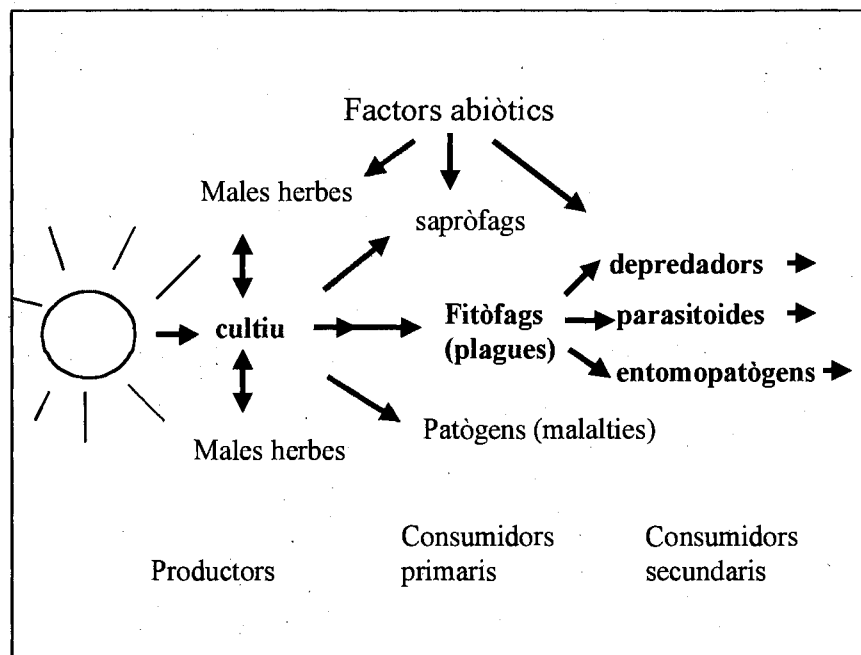 Factors abiòtics
Males herbes
sapròfags
depredadors
cultiu
Fitòfags
(plagues)
parasitoides
entomopatògens
Males herbes
Patògens (malalties)
Productors
Consumidors
primaris
Consumidors
secundaris